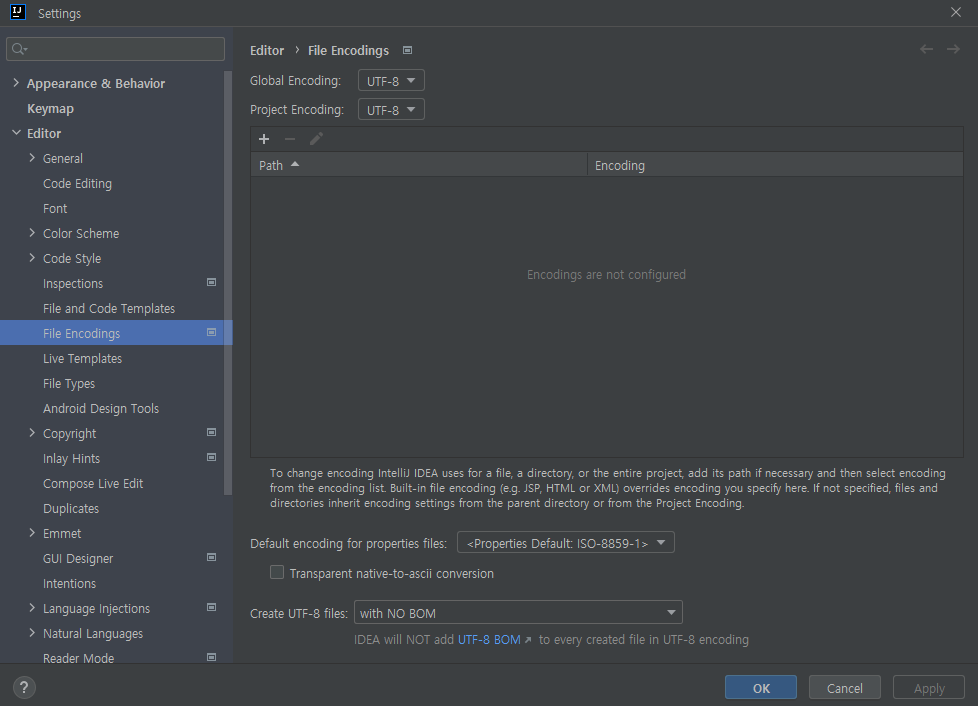 IJ
Settings
Appearance & Behavior
Keymap
Editor
General
Code Editing
Font
Color Scheme
Code Style
Inspections
File and Code Templates
File Encodings
Live Templates
File Types
Android Design Tools
Copyright
Inlay Hints
Compose Live Edit
Duplicates
Emmet
GUI Designer
Intentions
Language Injections
Natural Languages
Reader Mode
Editor › File Encodings
Global Encoding: UTF-8
Project Encoding: UTF-8
Path Encoding
Encodings are not configured
To change encoding IntelliJ IDEA uses for a file, a directory, or the entire project, add its path if necessary and then select encoding
from the encoding list. Built-in file encoding (e.g. JSP, HTML or XML) overrides encoding you specify here. If not specified, files and
directories inherit encoding settings from the parent directory or from the Project Encoding.
Default encoding for properties files: <Properties Default: ISO-8859-1>
Transparent native-to-ascii conversion
Create UTF-8 files: with NO BOM
IDEA will NOT add UTF-8 BOM ↗ to every created file in UTF-8 encoding
? OK Cancel Apply